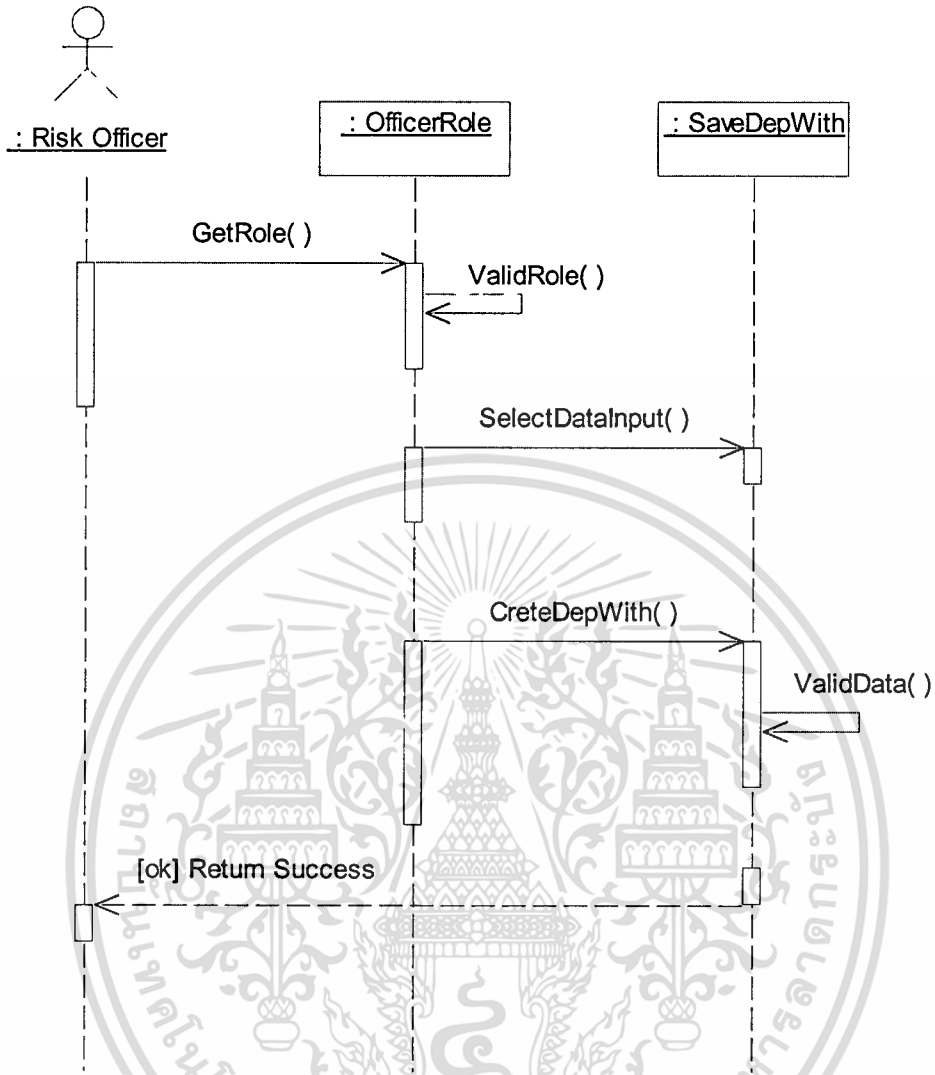 : Risk Officer
: OfficerRole
: SaveDepWith
GetRole( )
ValidRole( )
SelectDataInput( )
CreteDepWith( )
ValidData( )
[ok] Return Success